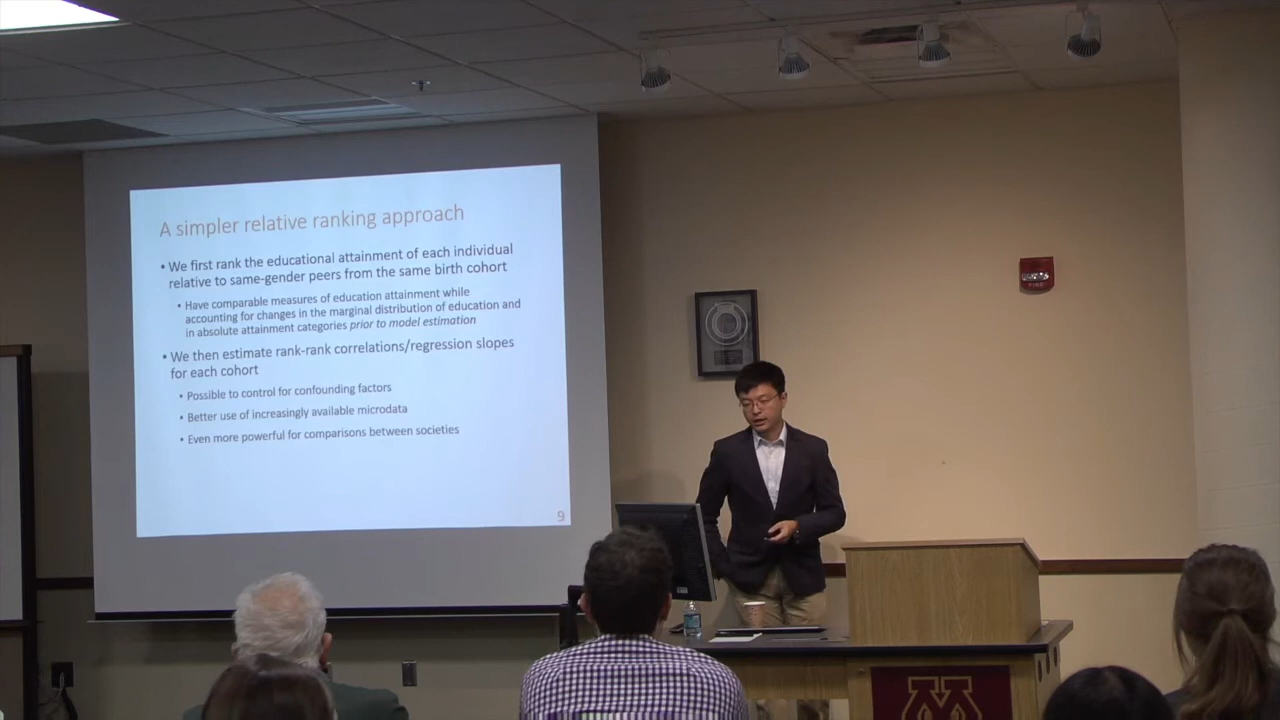 A simpler relative ranking approach
• We first rank the educational attainment of each individual
relative to same-gender peers from the same birth cohort
• Have comparable measures of education attainment while
accounting for changes in the marginal distribution of education and
in absolute attainment categories prior to model estimation
• We then estimate rank-rank correlations/regression slopes
for each cohort
• Possible to control for confounding factors
• Better use of increasingly available microdata
• Even more powerful for comparisons between societies
9
FIRE
M